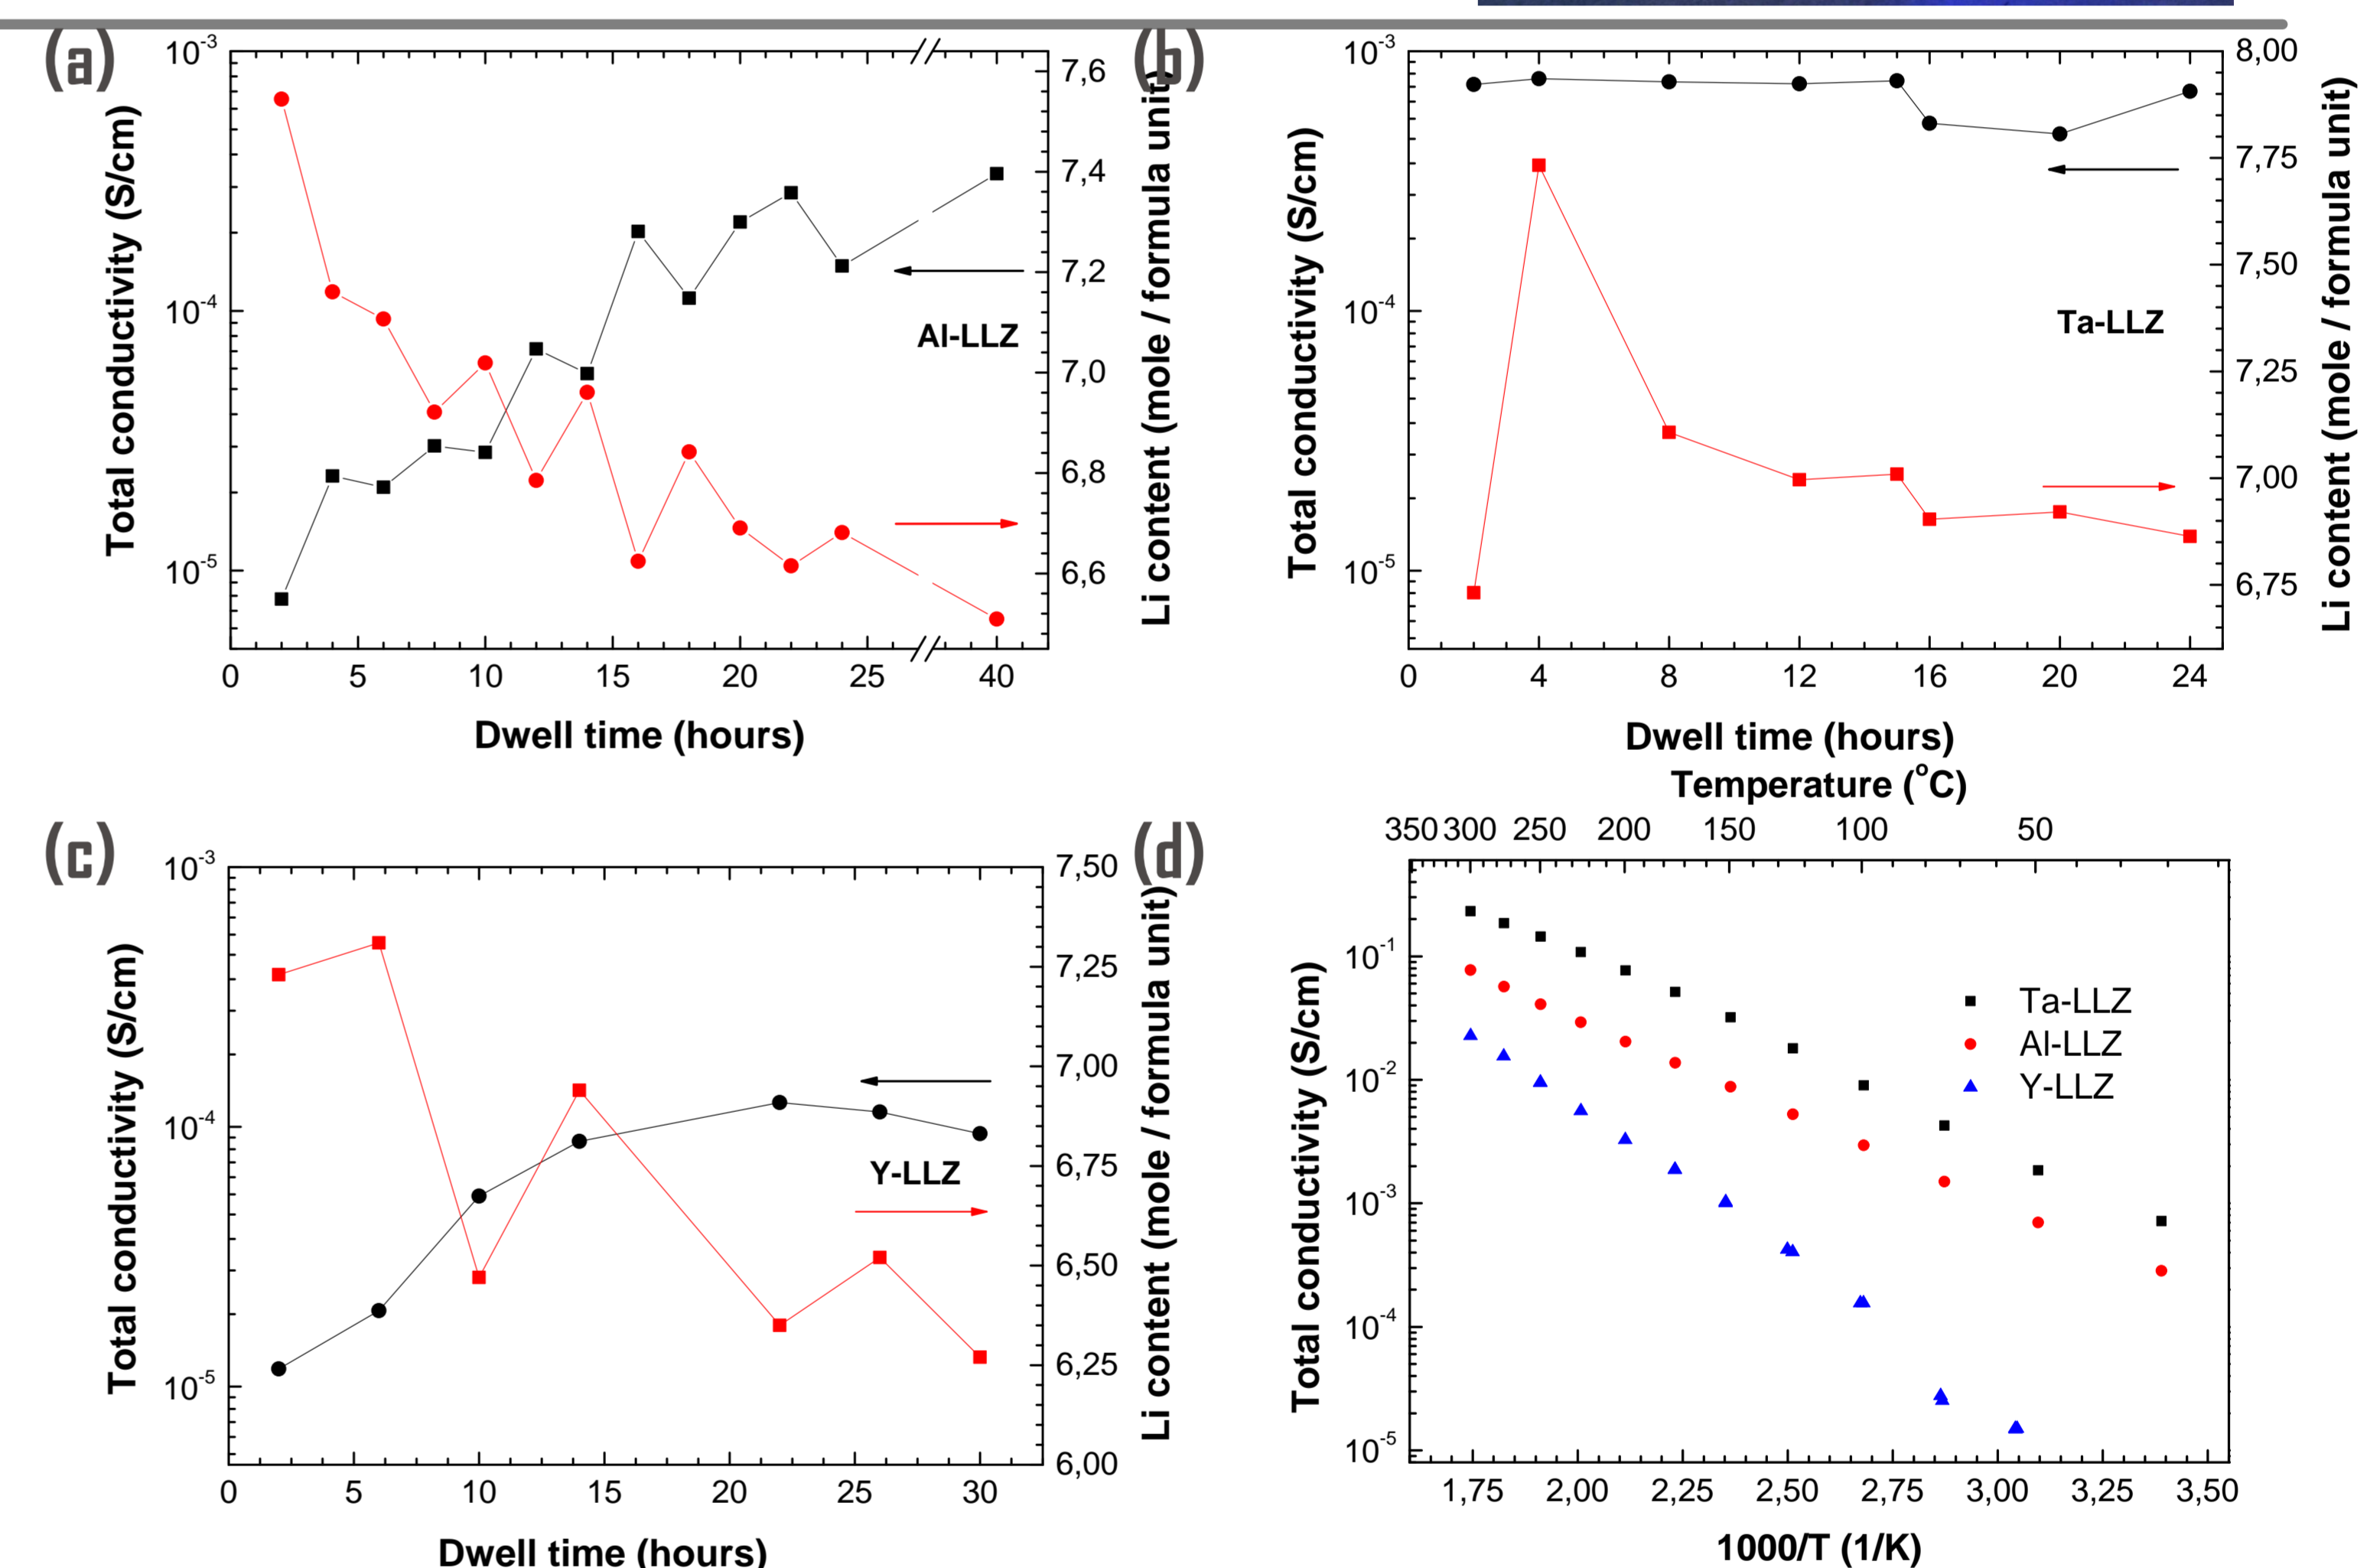 (a)
10-3
10-4
10-5
Total conductivity (S/cm)
7,6
7,4
7,2
7,0
6,8
6,6
Li content (mole / formula unit)
Al-LLZ
0 5 10 15 20 25 40
Dwell time (hours)
(b)
10-3
10-4
10-5
Total conductivity (S/cm)
8,00
7,75
7,50
7,25
7,00
6,75
Li content (mole / formula unit)
Ta-LLZ
0 4 8 12 16 20 24
Dwell time (hours)
(c)
10-3
10-4
10-5
Total conductivity (S/cm)
7,50
7,25
7,00
6,75
6,50
6,25
6,00
Li content (mole / formula unit)
Y-LLZ
0 5 10 15 20 25 30
Dwell time (hours)
(d)
Temperature (oC)
350 300 250 200 150 100 50
10-1
10-2
10-3
10-4
10-5
Total conductivity (S/cm)
Ta-LLZ
Al-LLZ
Y-LLZ
1,75 2,00 2,25 2,50 2,75 3,00 3,25 3,50
1000/T (1/K)